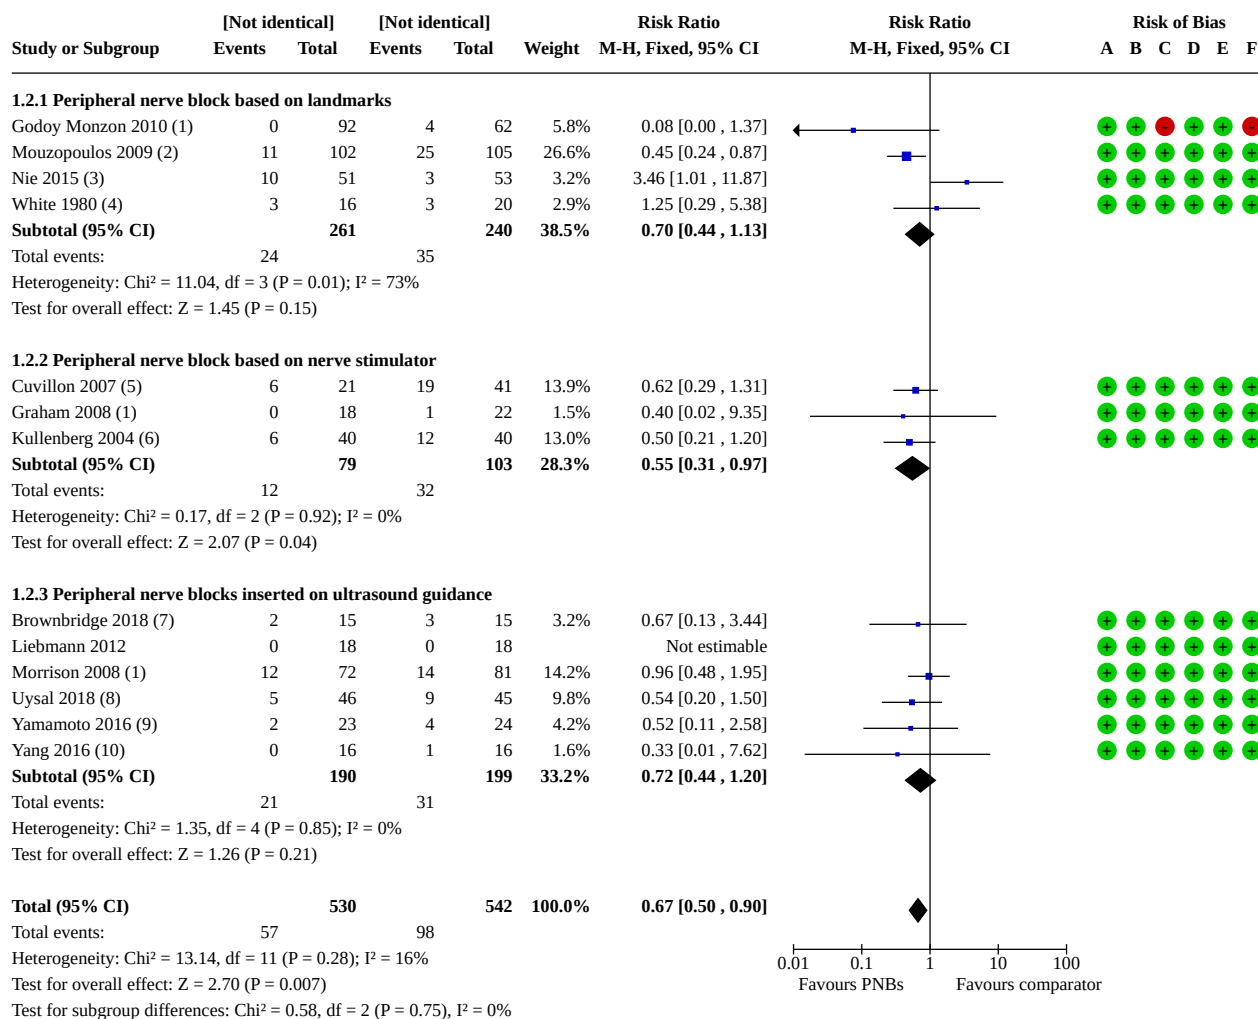 [Not identical] [Not identical] Risk Ratio Risk Ratio Risk of Bias
Study or Subgroup Events Total Events Total Weight M-H, Fixed, 95% CI M-H, Fixed, 95% CI A B C D E F
1.2.1 Peripheral nerve block based on landmarks
Godoy Monzon 2010 (1) 0 92 4 62 5.8% 0.08 [0.00 , 1.37] + + - + + -
Mouzopoulos 2009 (2) 11 102 25 105 26.6% 0.45 [0.24 , 0.87] + + + + + +
Nie 2015 (3) 10 51 3 53 3.2% 3.46 [1.01 , 11.87] + + + + + +
White 1980 (4) 3 16 3 20 2.9% 1.25 [0.29 , 5.38] + + + + + +
Subtotal (95% CI) 261 240 38.5% 0.70 [0.44 , 1.13]
Total events: 24 35
Heterogeneity: Chi² = 11.04, df = 3 (P = 0.01); I² = 73%
Test for overall effect: Z = 1.45 (P = 0.15)
1.2.2 Peripheral nerve block based on nerve stimulator
Cuvillon 2007 (5) 6 21 19 41 13.9% 0.62 [0.29 , 1.31] + + + + + +
Graham 2008 (1) 0 18 1 22 1.5% 0.40 [0.02 , 9.35] + + + + + +
Kullenberg 2004 (6) 6 40 12 40 13.0% 0.50 [0.21 , 1.20] + + + + + +
Subtotal (95% CI) 79 103 28.3% 0.55 [0.31 , 0.97]
Total events: 12 32
Heterogeneity: Chi² = 0.17, df = 2 (P = 0.92); I² = 0%
Test for overall effect: Z = 2.07 (P = 0.04)
1.2.3 Peripheral nerve blocks inserted on ultrasound guidance
Brownbridge 2018 (7) 2 15 3 15 3.2% 0.67 [0.13 , 3.44] + + + + + +
Liebmann 2012 0 18 0 18 Not estimable + + + + + +
Morrison 2008 (1) 12 72 14 81 14.2% 0.96 [0.48 , 1.95] + + + + + +
Uysal 2018 (8) 5 46 9 45 9.8% 0.54 [0.20 , 1.50] + + + + + +
Yamamoto 2016 (9) 2 23 4 24 4.2% 0.52 [0.11 , 2.58] + + + + + +
Yang 2016 (10) 0 16 1 16 1.6% 0.33 [0.01 , 7.62] + + + + + +
Subtotal (95% CI) 190 199 33.2% 0.72 [0.44 , 1.20]
Total events: 21 31
Heterogeneity: Chi² = 1.35, df = 4 (P = 0.85); I² = 0%
Test for overall effect: Z = 1.26 (P = 0.21)
Total (95% CI) 530 542 100.0% 0.67 [0.50 , 0.90]
Total events: 57 98
Heterogeneity: Chi² = 13.14, df = 11 (P = 0.28); I² = 16%
0.01 0.1 1 10 100
Test for overall effect: Z = 2.70 (P = 0.007)
Favours PNBs Favours comparator
Test for subgroup differences: Chi² = 0.58, df = 2 (P = 0.75), I² = 0%